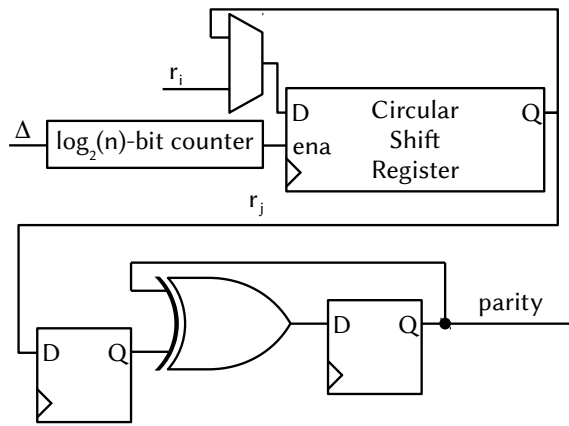 r_i
D Circular Q
Δ log_2(n)-bit counter ena Shift
Register
r_j
parity
D Q
D Q